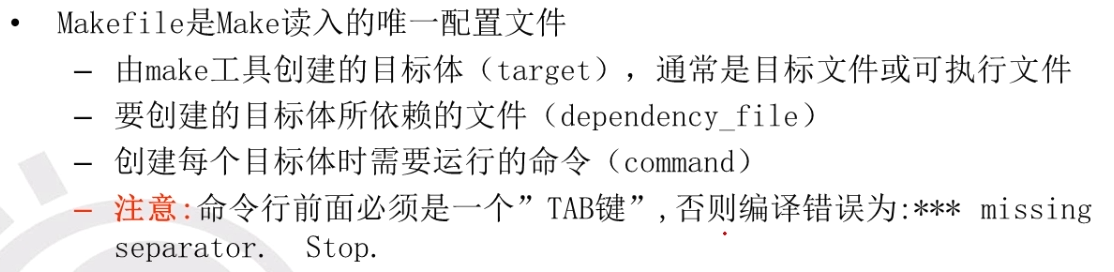 • Makefile是Make读入的唯一配置文件
– 由make工具创建的目标体（target），通常是目标文件或可执行文件
– 要创建的目标体所依赖的文件（dependency_file）
– 创建每个目标体时需要运行的命令（command）
– 注意:命令行前面必须是一个”TAB键”,否则编译错误为:*** missing
separator.  Stop.